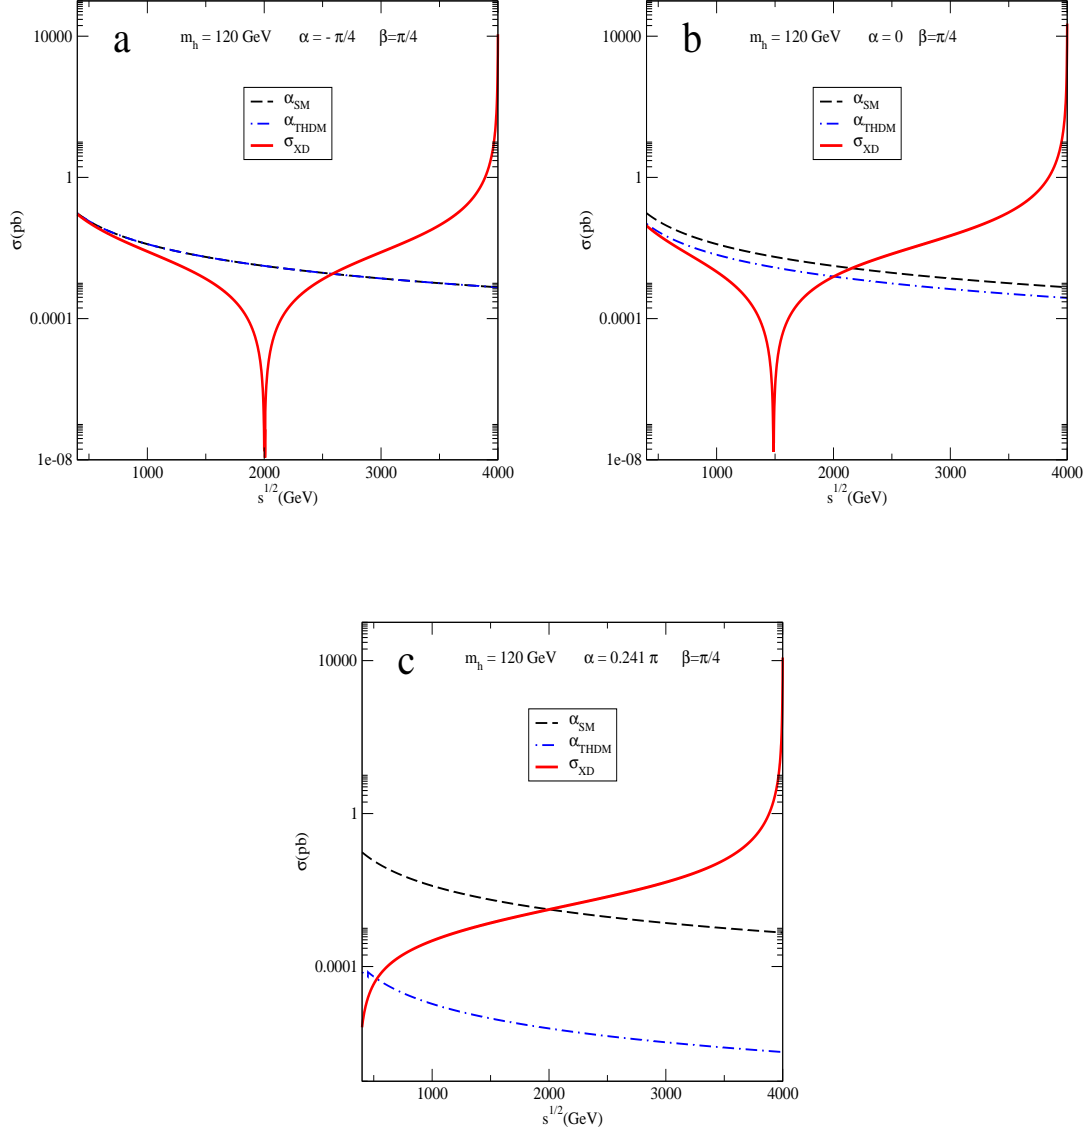 a m_h = 120 GeV α = - π/4 β=π/4
α_SM
α_THDM
σ_XD
10000
1
0.0001
1e-08
σ(pb)
1000 2000 3000 4000
s^1/2(GeV)
b m_h = 120 GeV α = 0 β=π/4
α_SM
α_THDM
σ_XD
10000
1
0.0001
1e-08
σ(pb)
1000 2000 3000 4000
s^1/2(GeV)
c m_h = 120 GeV α = 0.241 π β=π/4
α_SM
α_THDM
σ_XD
10000
1
0.0001
σ(pb)
1000 2000 3000 4000
s^1/2(GeV)